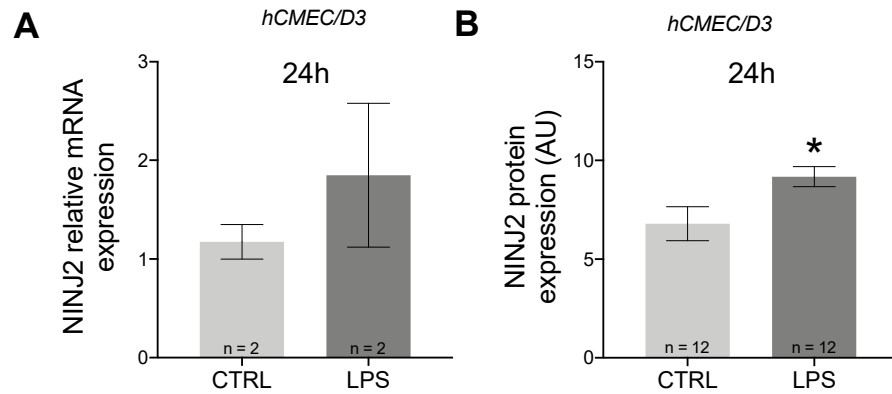 A
hCMEC/D3
24h
NINJ2 relative mRNA
expression
3
2
1
0
n = 2
n = 2
CTRL
LPS
B
hCMEC/D3
24h
NINJ2 protein
expression (AU)
15
10
5
0
*
n = 12
n = 12
CTRL
LPS